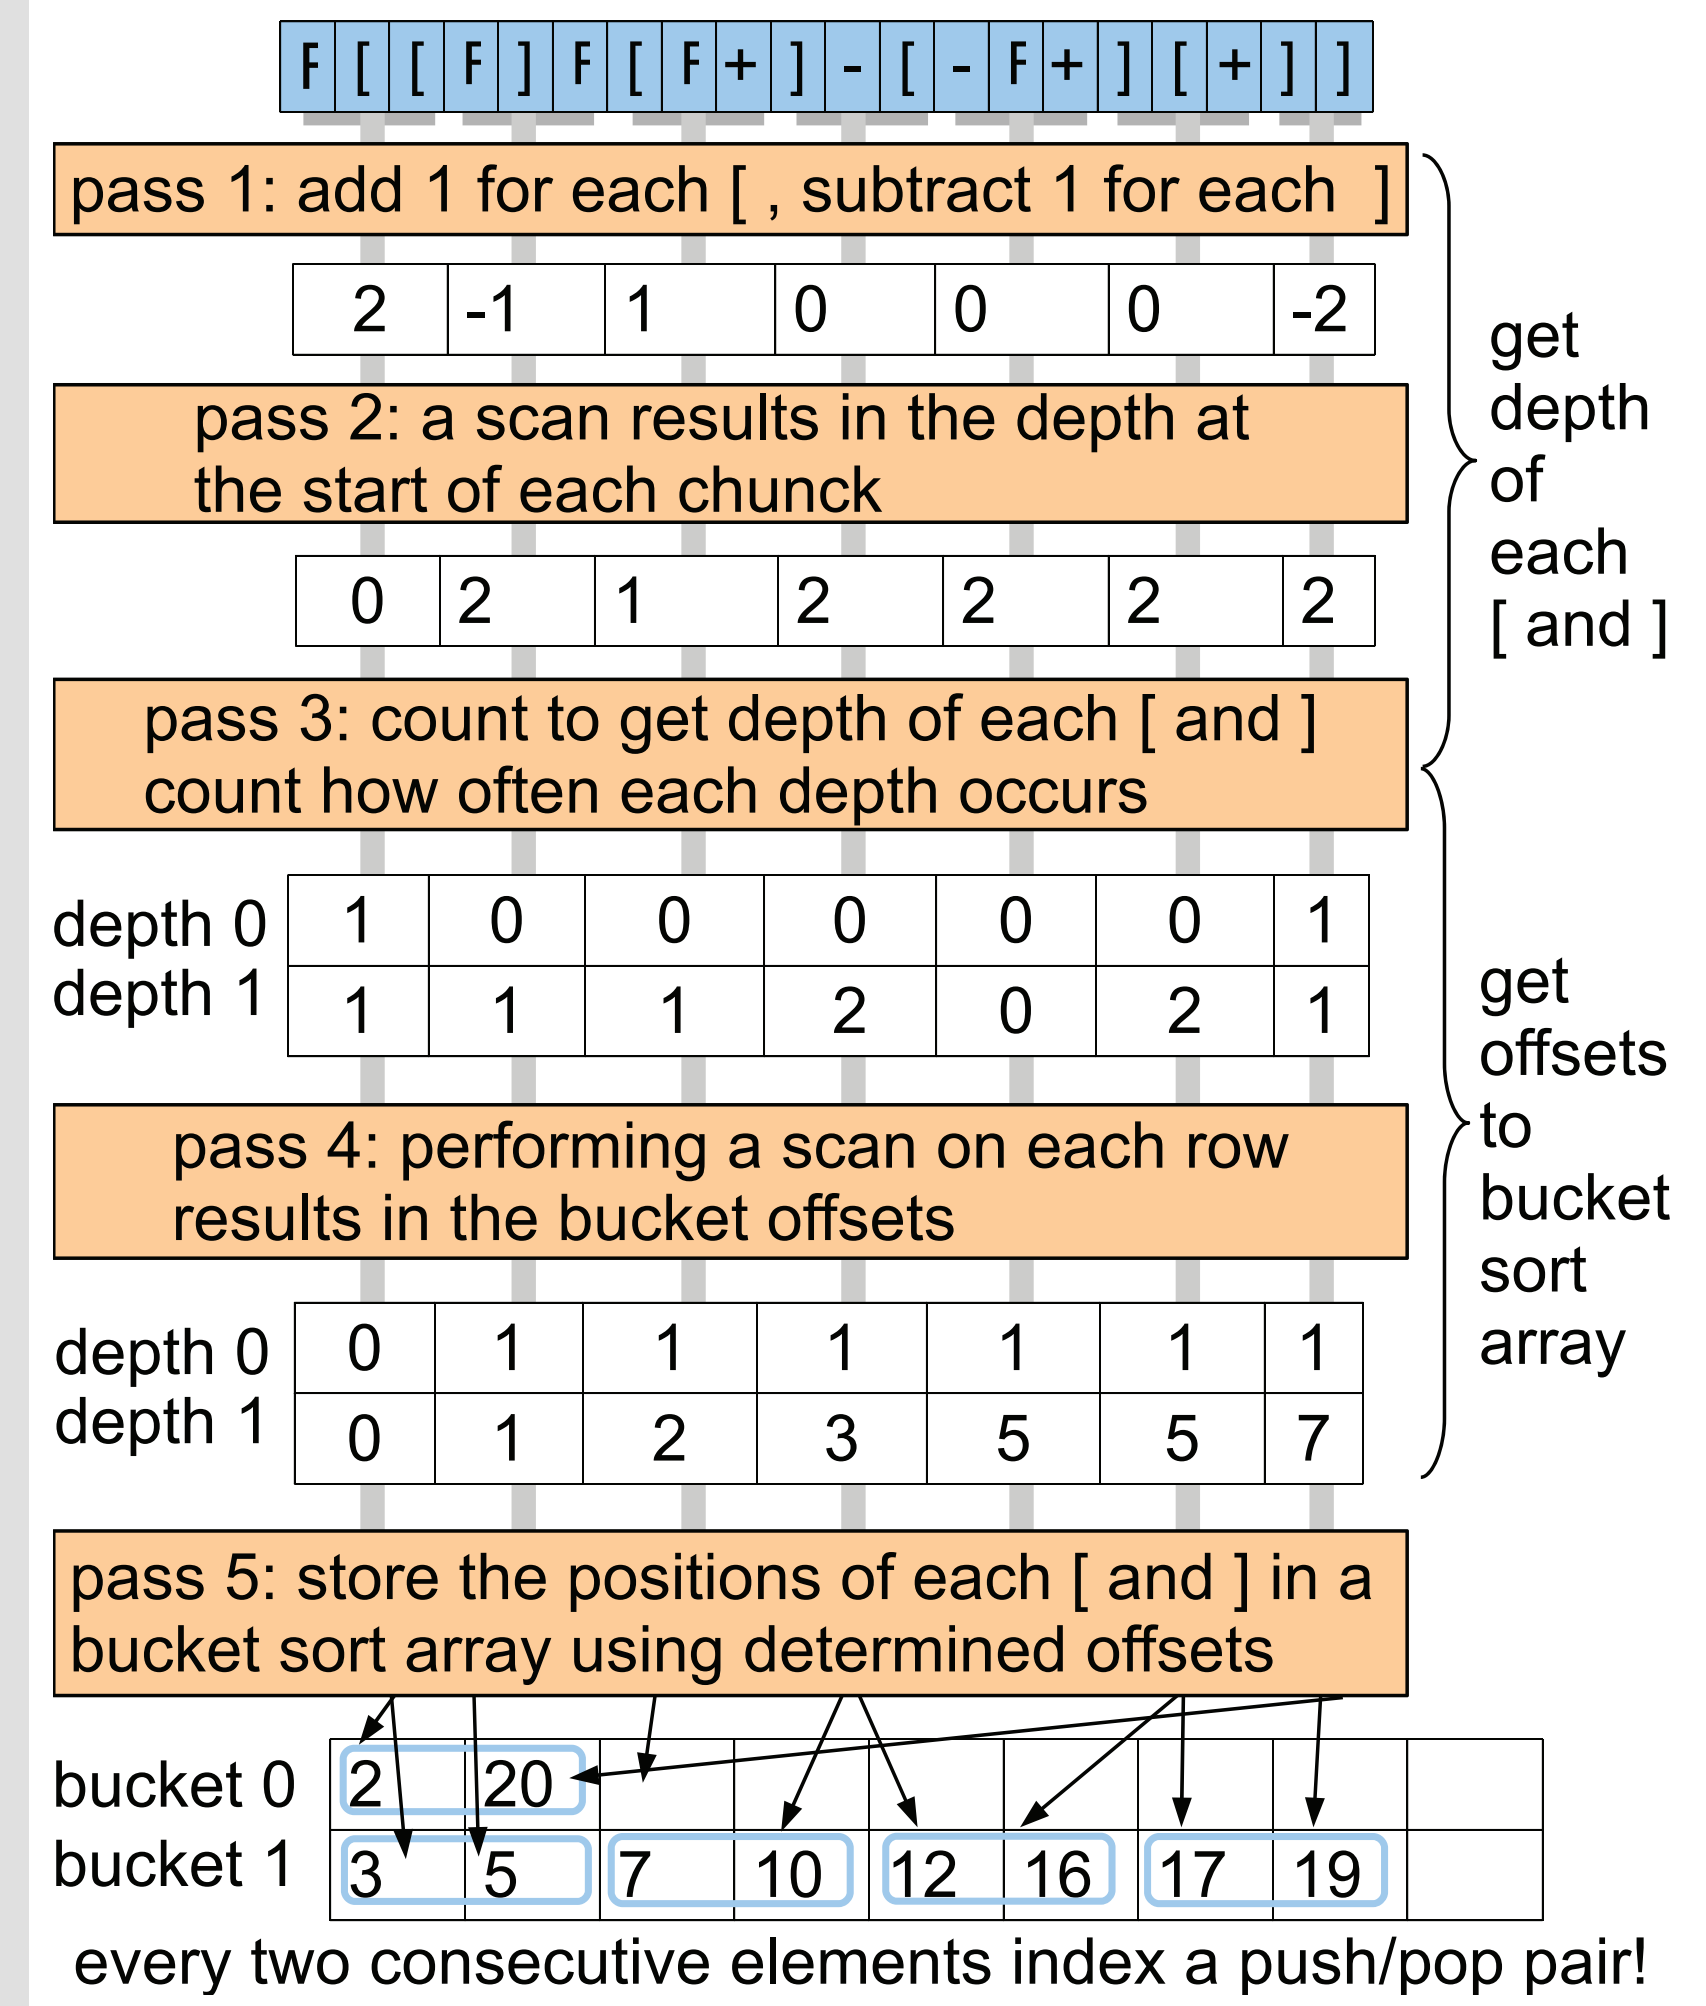 F [ [ F ] F [ F + ] - [ - F + ] [ + ] ]
pass 1: add 1 for each [ , subtract 1 for each ]
2 -1 1 0 0 0 -2
pass 2: a scan results in the depth at
the start of each chunck
0 2 1 2 2 2 2
get
depth
of
each
[ and ]
pass 3: count to get depth of each [ and ]
count how often each depth occurs
depth 0 1 0 0 0 0 0 1
depth 1 1 1 1 2 0 2 1
pass 4: performing a scan on each row
results in the bucket offsets
depth 0 0 1 1 1 1 1 1
depth 1 0 1 2 3 5 5 7
get
offsets
to
bucket
sort
array
pass 5: store the positions of each [ and ] in a
bucket sort array using determined offsets
bucket 0 2 20
bucket 1 3 5 7 10 12 16 17 19
every two consecutive elements index a push/pop pair!